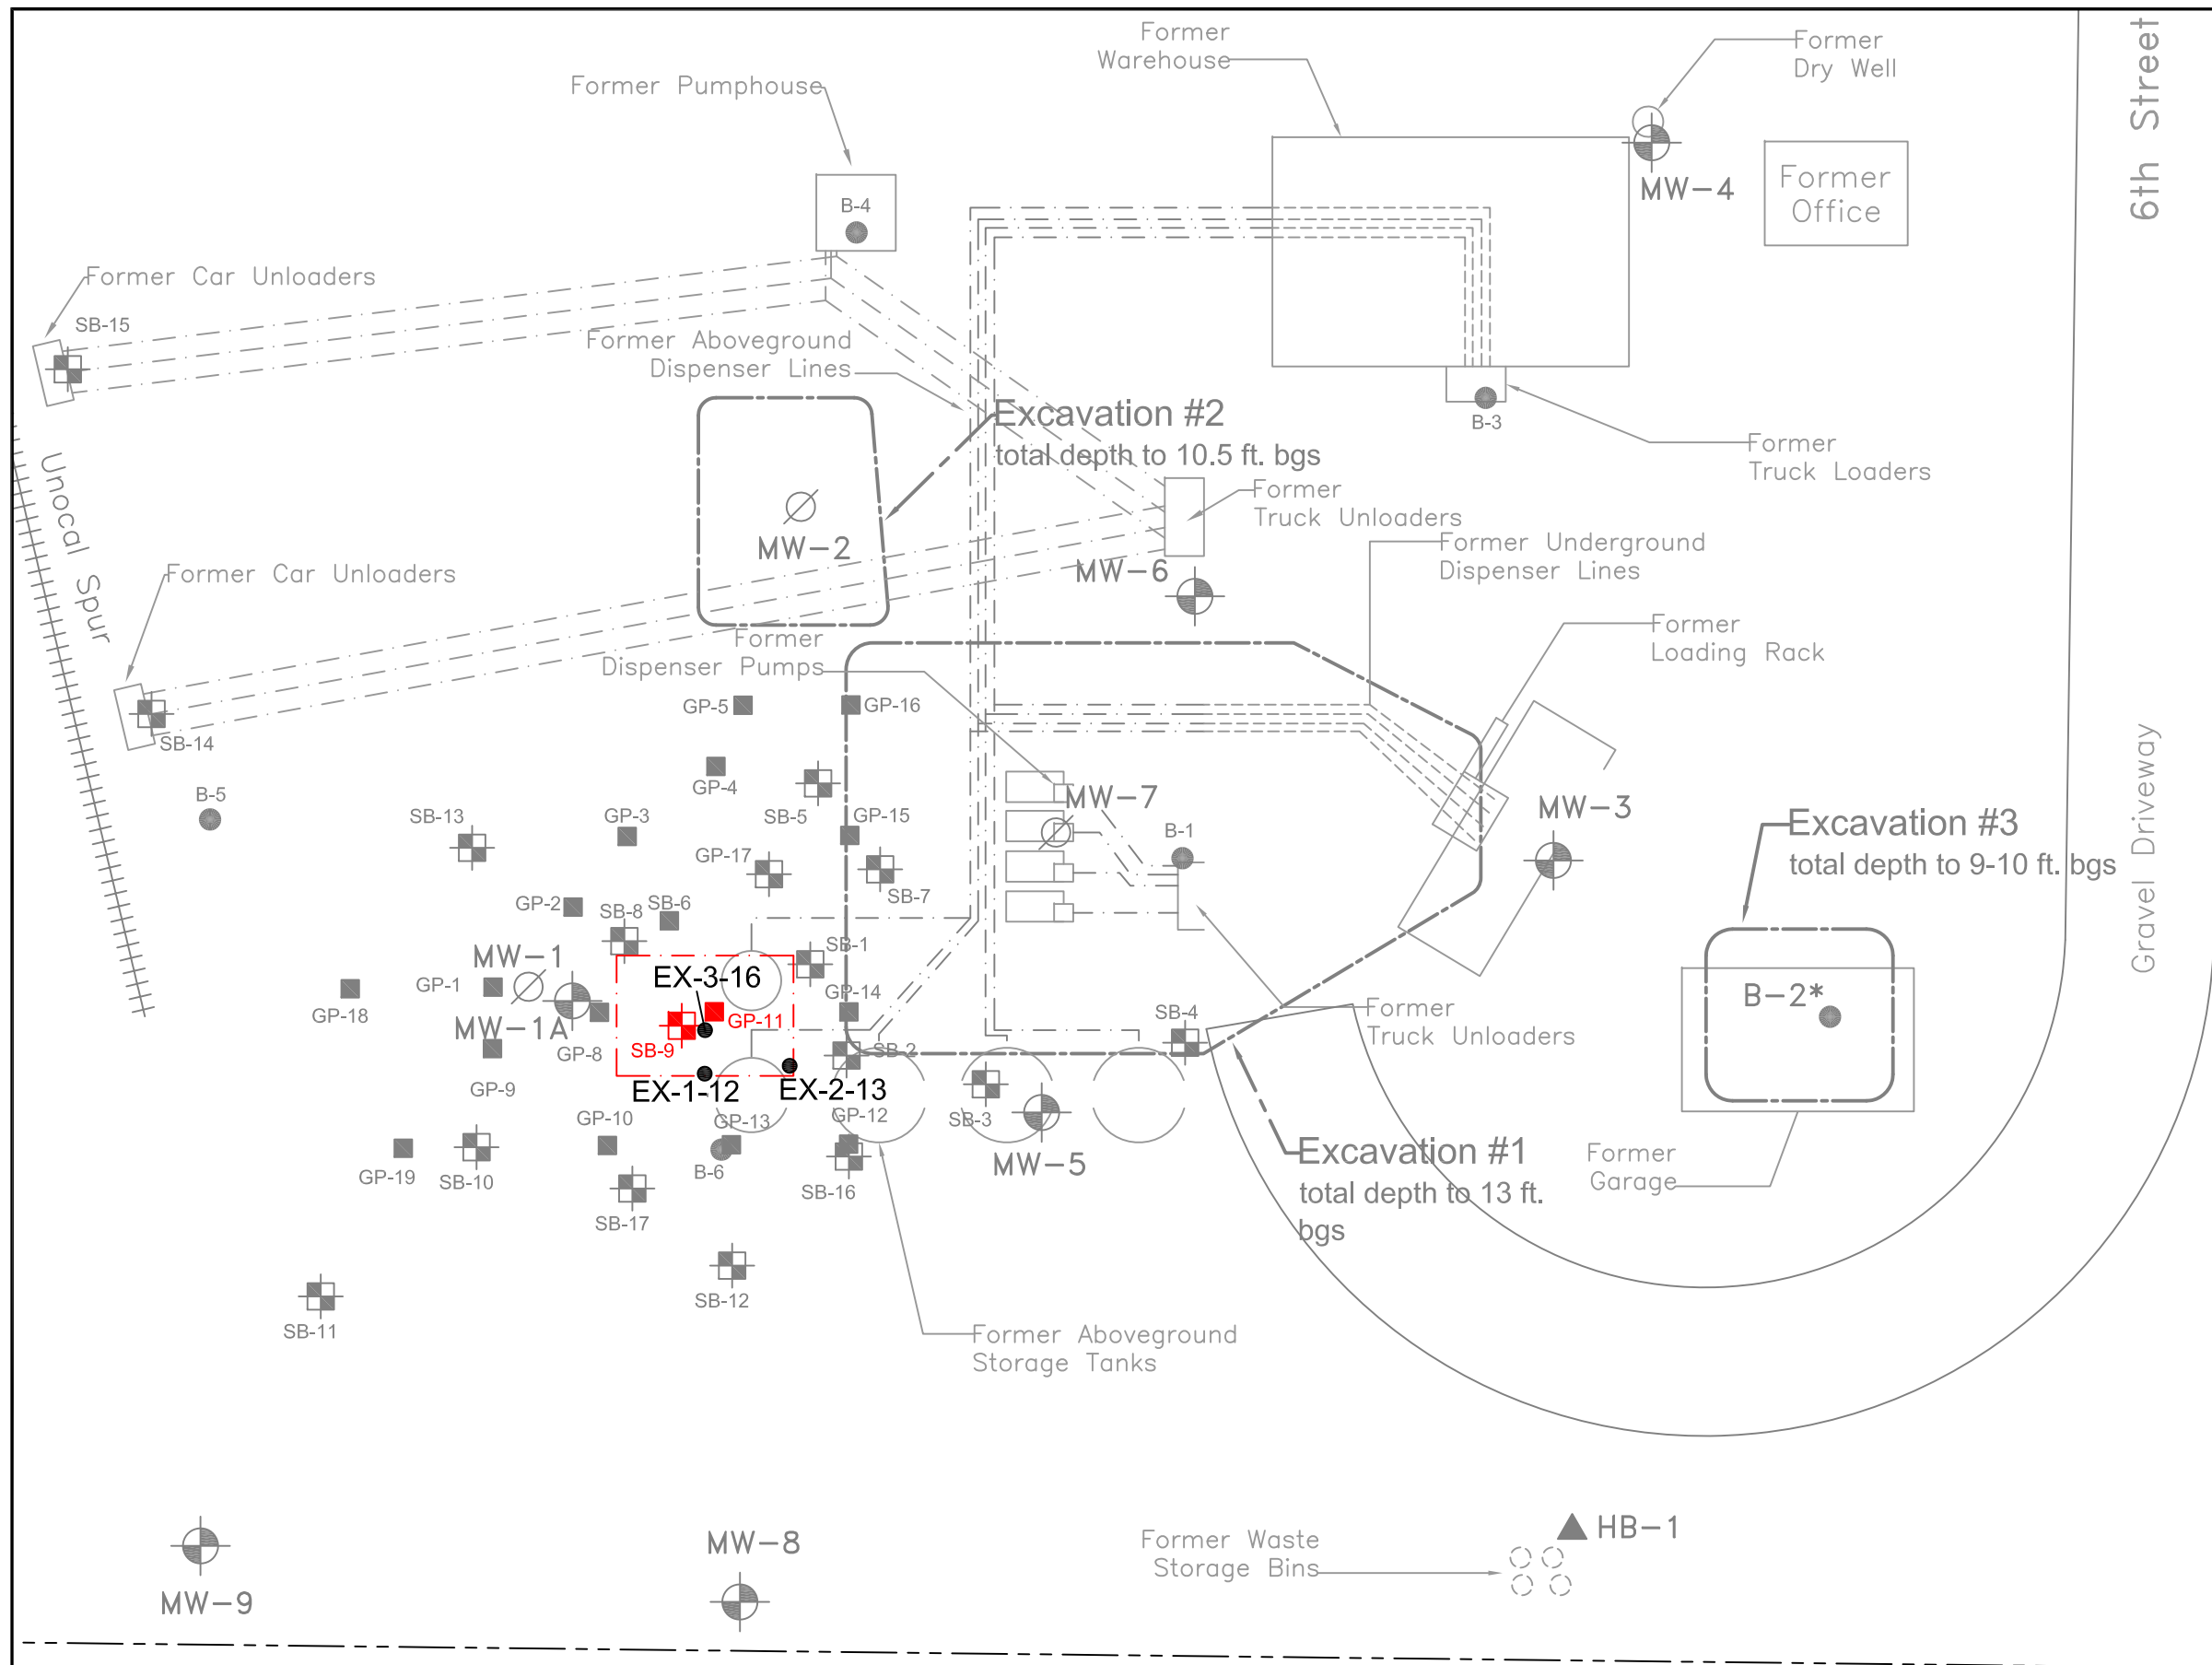 Former
Warehouse
Former
Dry Well
6th Street
Former Pumphouse
MW-4
Former
Office
B-4
Former Car Unloaders
SB-15
Former Aboveground
Dispenser Lines
Excavation #2
total depth to 10.5 ft. bgs
B-3
Former
Truck Loaders
Unocal Spur
MW-2
Former
Truck Unloaders
Former Underground
Dispenser Lines
MW-6
Former Car Unloaders
Former
Dispenser Pumps
Former
Loading Rack
GP-5
GP-16
SB-14
GP-4
B-5
SB-13
GP-3
SB-5
GP-15
MW-7
B-1
MW-3
Excavation #3
total depth to 9-10 ft. bgs
Gravel Driveway
GP-17
SB-7
GP-2
SB-8
SB-6
SB-1
MW-1
EX-3-16
GP-1
GP-18
GP-14
GP-11
MW-1A
GP-8
SB-9
SB-2
SB-4
Former
Truck Unloaders
B-2*
GP-9
EX-1-12
EX-2-13
GP-10
GP-13
GP-12
SB-3
MW-5
Excavation #1
total depth to 13 ft.
bgs
Former
Garage
GP-19
SB-10
B-6
SB-16
SB-17
SB-12
SB-11
Former Aboveground
Storage Tanks
MW-9
MW-8
Former Waste
Storage Bins
HB-1